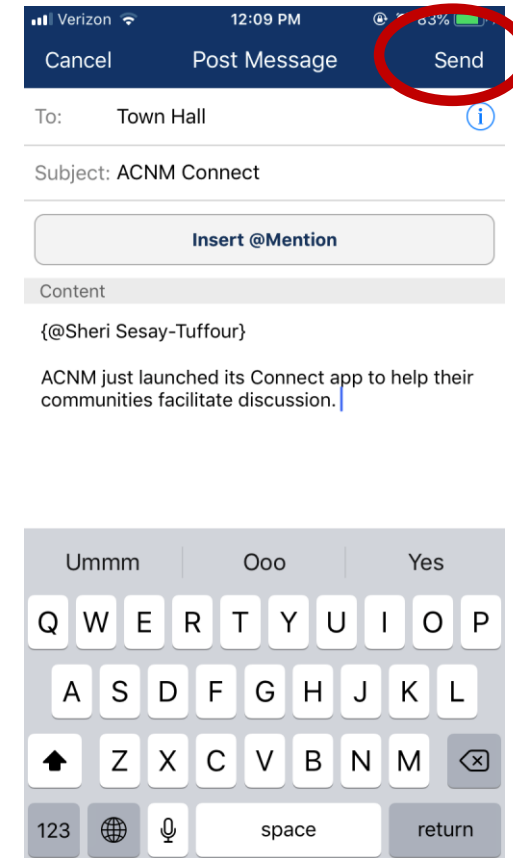 Verizon 12:09 PM 83%
Cancel Post Message Send
To: Town Hall
Subject: ACNM Connect
Insert @Mention
Content
{@Sheri Sesay-Tuffour}
ACNM just launched its Connect app to help their
communities facilitate discussion.
Ummm Ooo Yes
Q W E R T Y U I O P
A S D F G H J K L
Z X C V B N M
123 space return